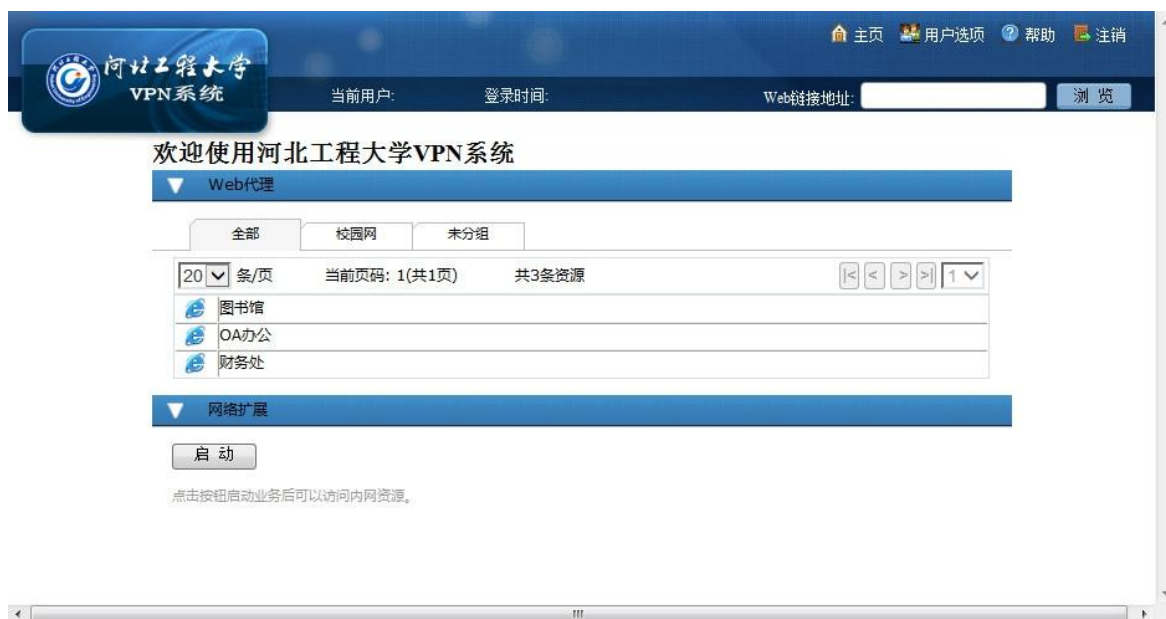 主页 用户选项 帮助 注销
河北工程大学
VPN系统
当前用户: 登录时间: Web链接地址: 浏 览
欢迎使用河北工程大学VPN系统
Web代理
全部 校园网 未分组
20 条/页 当前页码: 1(共1页) 共3条资源 |< < > >| 1
图书馆
OA办公
财务处
网络扩展
启 动
点击按钮启动业务后可以访问内网资源。